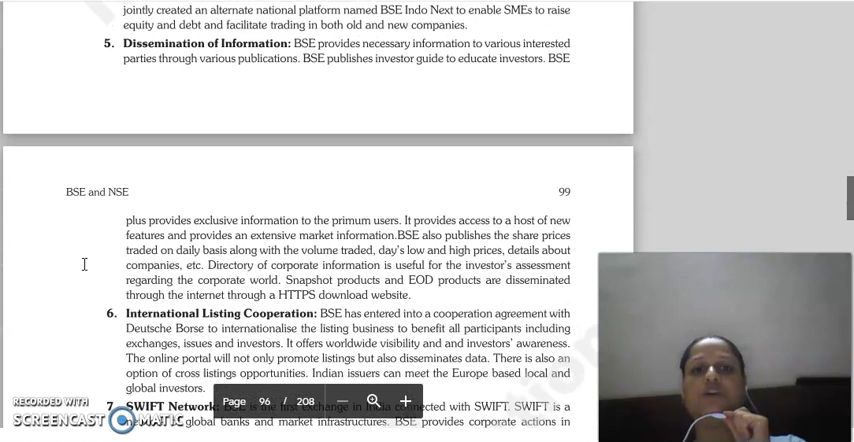 jointly created an alternate national platform named BSE Indo Next to enable SMEs to raise
equity and debt and facilitate trading in both old and new companies.
5. Dissemination of Information: BSE provides necessary information to various interested
parties through various publications. BSE publishes investor guide to educate investors. BSE
BSE and NSE 99
plus provides exclusive information to the primum users. It provides access to a host of new
features and provides an extensive market information.BSE also publishes the share prices
traded on daily basis along with the volume traded, day's low and high prices, details about
companies, etc. Directory of corporate information is useful for the investor's assessment
regarding the corporate world. Snapshot products and EOD products are disseminated
through the internet through a HTTPS download website.
6. International Listing Cooperation: BSE has entered into a cooperation agreement with
Deutsche Borse to internationalise the listing business to benefit all participants including
exchanges, issues and investors. It offers worldwide visibility and and investors' awareness.
The online portal will not only promote listings but also disseminates data. There is also an
option of cross listings opportunities. Indian issuers can meet the Europe based local and
global investors.
Page 96 / 208
7 SWIFT Network: BSE is the first exchange in India connected with SWIFT. SWIFT is a
global banks and market infrastructures. BSE provides corporate actions in
RECORDED WITH
SCREENCAST MATIC